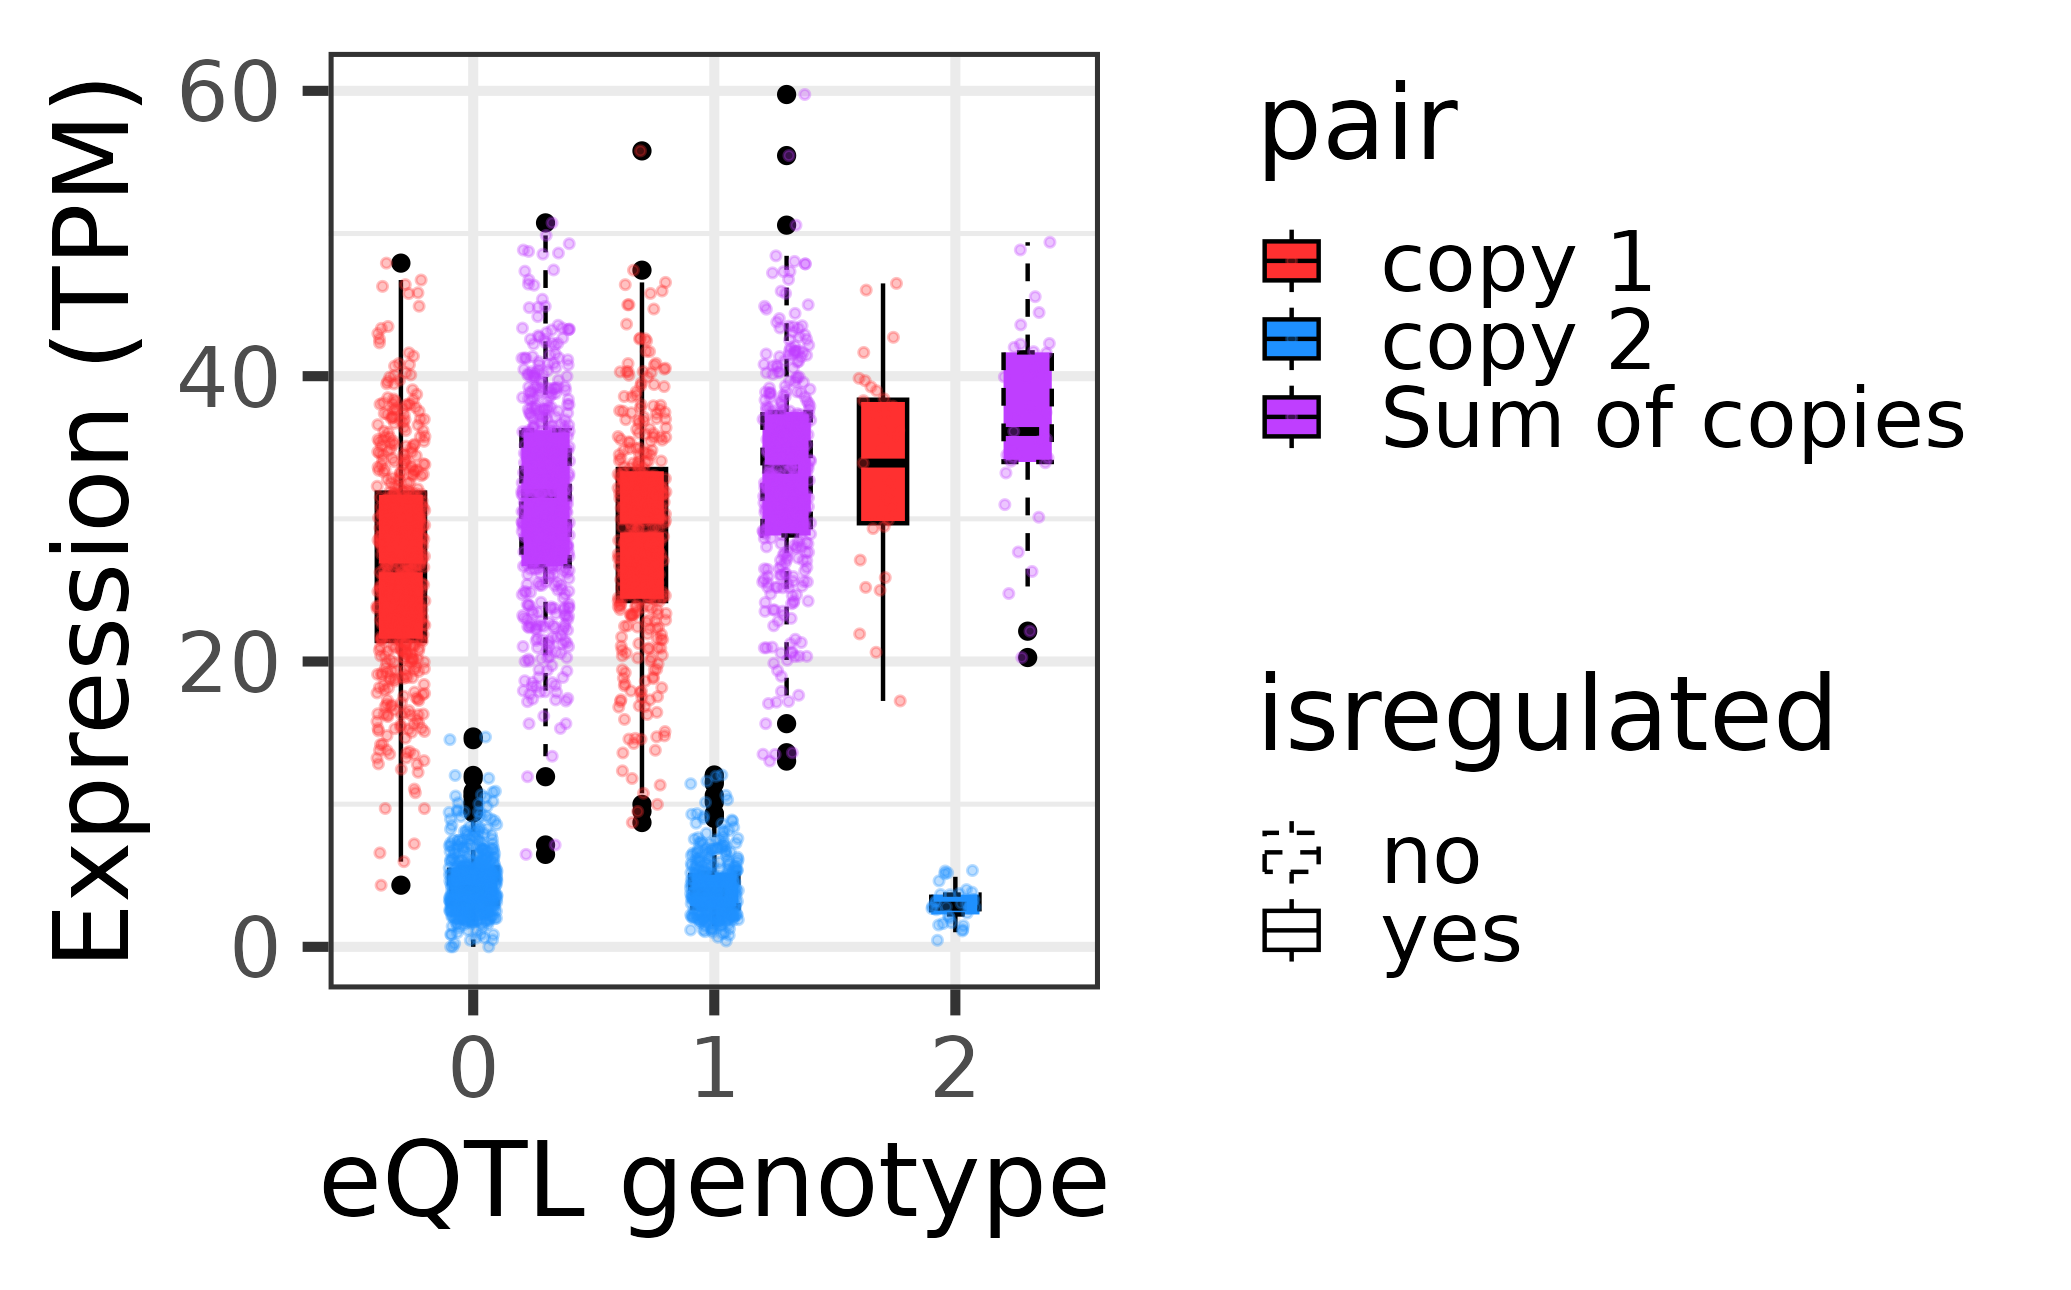 Expression (TPM)
60
40
20
0
0 1 2
eQTL genotype
pair
copy 1
copy 2
Sum of copies
isregulated
no
yes